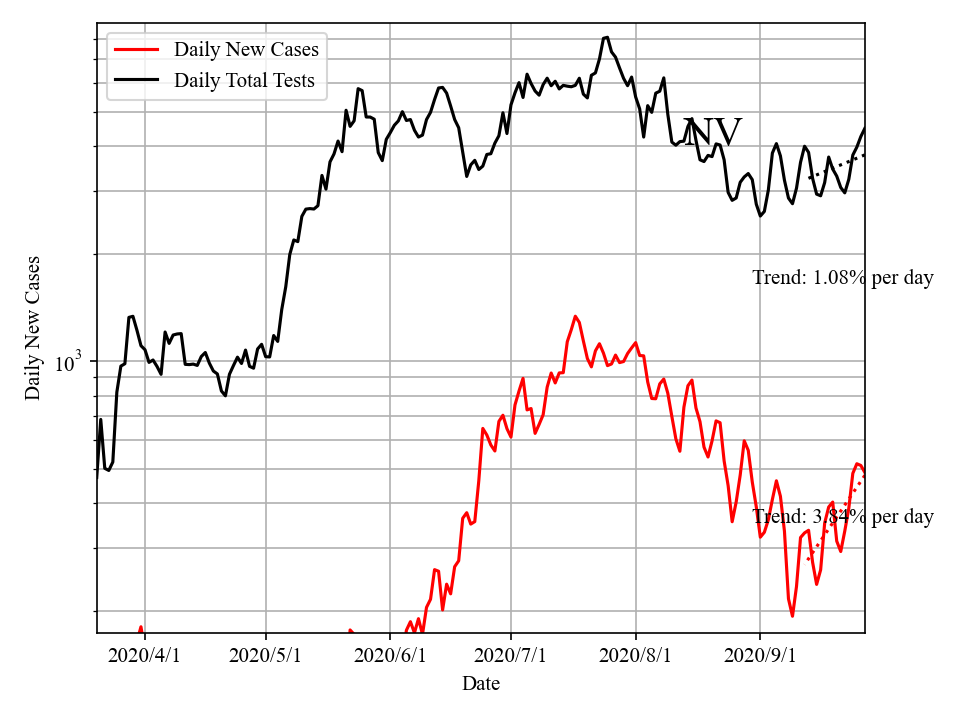 Daily New Cases
Daily Total Tests
NV
Trend: 1.08% per day
Trend: 3.84% per day
Daily New Cases
10³
2020/4/1 2020/5/1 2020/6/1 2020/7/1 2020/8/1 2020/9/1
Date